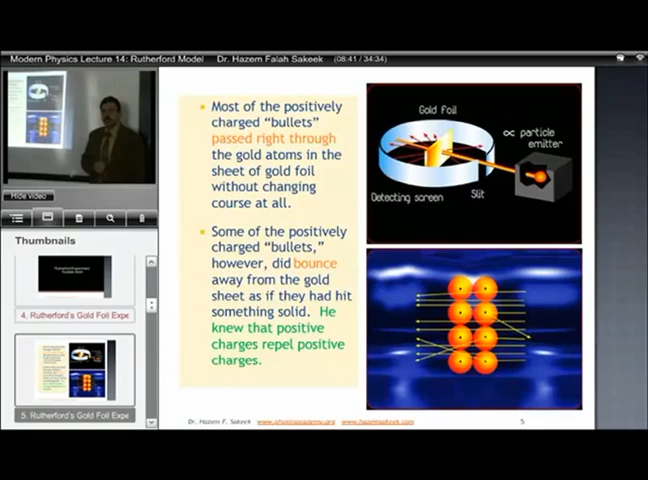 Modern Physics Lecture 14: Rutherford Model Dr. Hazem Falah Sakeek (08:41 / 34:34)
Hide video
Thumbnails
4. Rutherford's Gold Foil Expe
5. Rutherford's Gold Foil Expe
Most of the positively
charged "bullets"
passed right through
the gold atoms in the
sheet of gold foil
without changing
course at all.
Some of the positively
charged "bullets,"
however, did bounce
away from the gold
sheet as if they had hit
something solid. He
knew that positive
charges repel positive
charges.
Gold foil
∝ particle
emitter
Detecting screen
Slit
Dr. Hazem F. Sakeek www.physicsacademy.org www.hazemsakeek.com 5